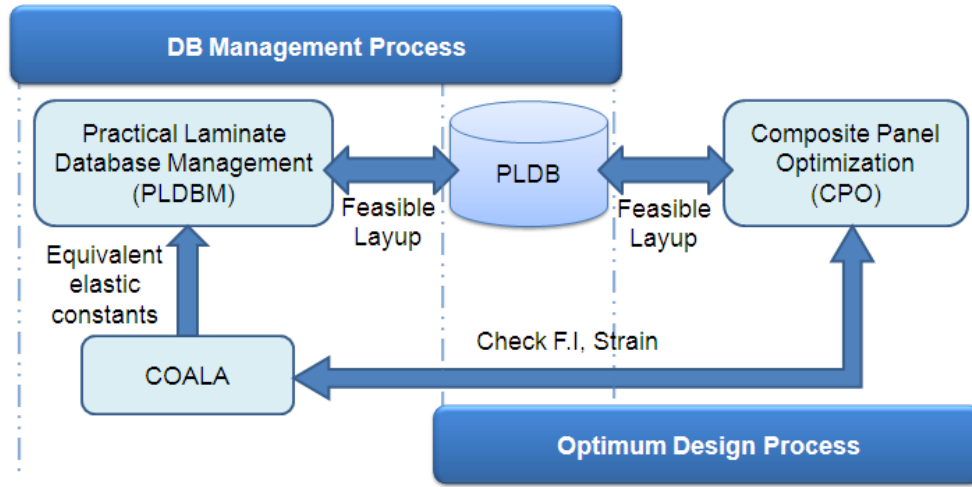 DB Management Process
Practical Laminate
Database Management
(PLDBM)
PLDB
Composite Panel
Optimization
(CPO)
Feasible
Layup
Feasible
Layup
Equivalent
elastic
constants
Check F.I, Strain
COALA
Optimum Design Process